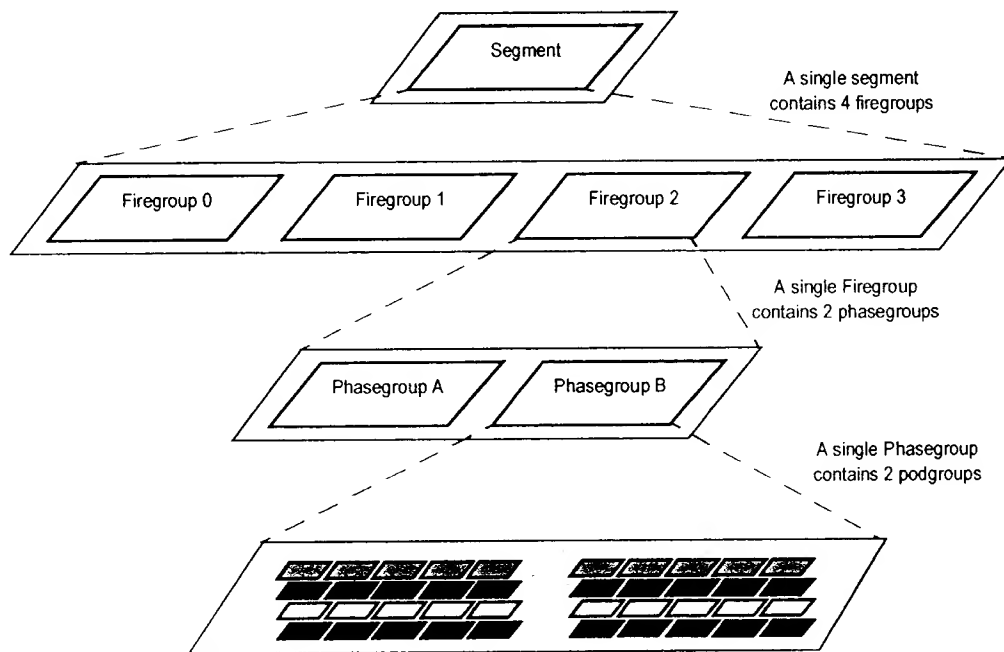 Segment
A single segment
contains 4 firegroups
Firegroup 0
Firegroup 1
Firegroup 2
Firegroup 3
A single Firegroup
contains 2 phasegroups
Phasegroup A
Phasegroup B
A single Phasegroup
contains 2 podgroups